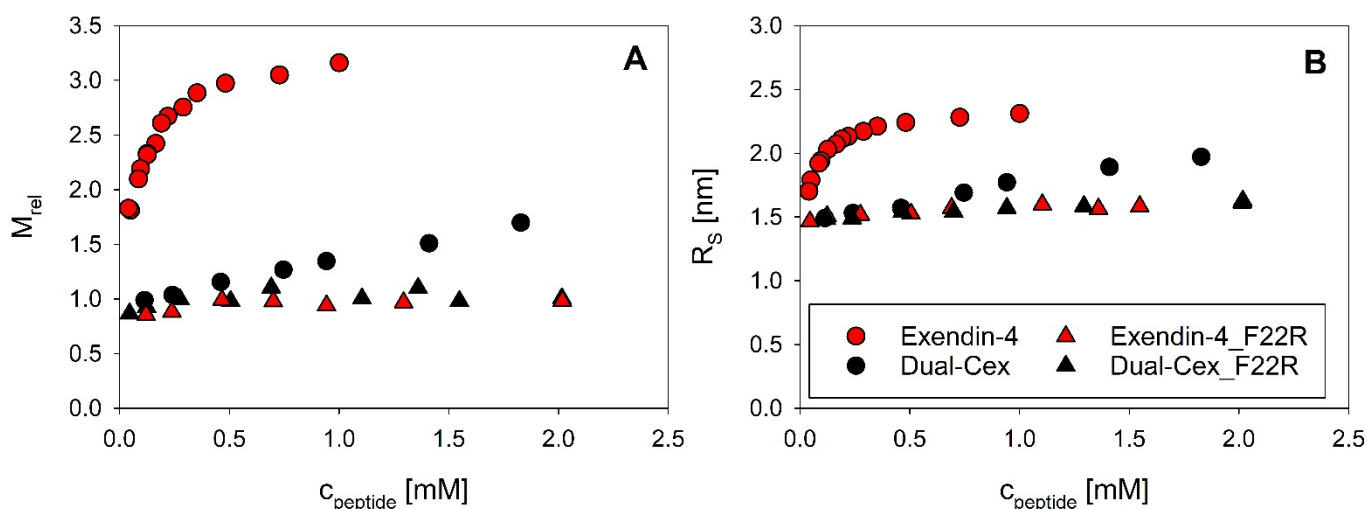 A
3.5
3.0
2.5
2.0
1.5
1.0
0.5
0.0
M_rel
0.0 0.5 1.0 1.5 2.0 2.5
c_peptide [mM]
B
3.0
2.5
2.0
1.5
1.0
0.5
0.0
R_S [nm]
Exendin-4 Exendin-4_F22R
Dual-Cex Dual-Cex_F22R
0.0 0.5 1.0 1.5 2.0 2.5
c_peptide [mM]